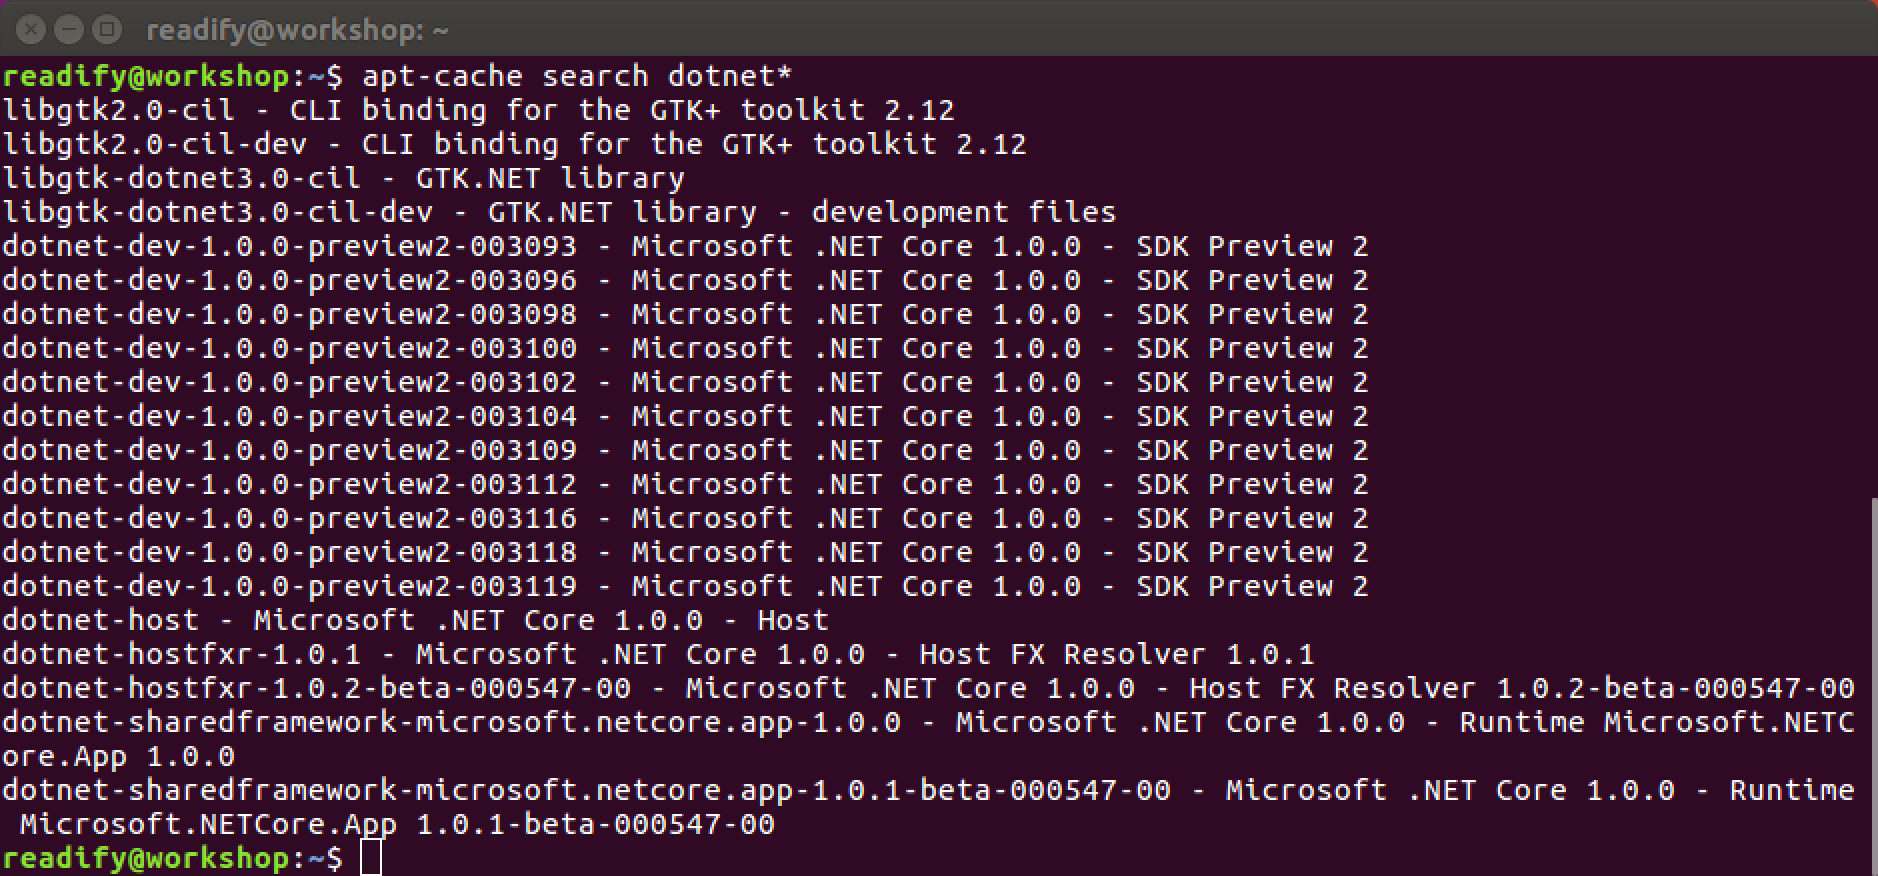 readify@workshop: ~
readify@workshop:~$ apt-cache search dotnet*
libgtk2.0-cil - CLI binding for the GTK+ toolkit 2.12
libgtk2.0-cil-dev - CLI binding for the GTK+ toolkit 2.12
libgtk-dotnet3.0-cil - GTK.NET library
libgtk-dotnet3.0-cil-dev - GTK.NET library - development files
dotnet-dev-1.0.0-preview2-003093 - Microsoft .NET Core 1.0.0 - SDK Preview 2
dotnet-dev-1.0.0-preview2-003096 - Microsoft .NET Core 1.0.0 - SDK Preview 2
dotnet-dev-1.0.0-preview2-003098 - Microsoft .NET Core 1.0.0 - SDK Preview 2
dotnet-dev-1.0.0-preview2-003100 - Microsoft .NET Core 1.0.0 - SDK Preview 2
dotnet-dev-1.0.0-preview2-003102 - Microsoft .NET Core 1.0.0 - SDK Preview 2
dotnet-dev-1.0.0-preview2-003104 - Microsoft .NET Core 1.0.0 - SDK Preview 2
dotnet-dev-1.0.0-preview2-003109 - Microsoft .NET Core 1.0.0 - SDK Preview 2
dotnet-dev-1.0.0-preview2-003112 - Microsoft .NET Core 1.0.0 - SDK Preview 2
dotnet-dev-1.0.0-preview2-003116 - Microsoft .NET Core 1.0.0 - SDK Preview 2
dotnet-dev-1.0.0-preview2-003118 - Microsoft .NET Core 1.0.0 - SDK Preview 2
dotnet-dev-1.0.0-preview2-003119 - Microsoft .NET Core 1.0.0 - SDK Preview 2
dotnet-host - Microsoft .NET Core 1.0.0 - Host
dotnet-hostfxr-1.0.1 - Microsoft .NET Core 1.0.0 - Host FX Resolver 1.0.1
dotnet-hostfxr-1.0.2-beta-000547-00 - Microsoft .NET Core 1.0.0 - Host FX Resolver 1.0.2-beta-000547-00
dotnet-sharedframework-microsoft.netcore.app-1.0.0 - Microsoft .NET Core 1.0.0 - Runtime Microsoft.NETC
ore.App 1.0.0
dotnet-sharedframework-microsoft.netcore.app-1.0.1-beta-000547-00 - Microsoft .NET Core 1.0.0 - Runtime
 Microsoft.NETCore.App 1.0.1-beta-000547-00
readify@workshop:~$